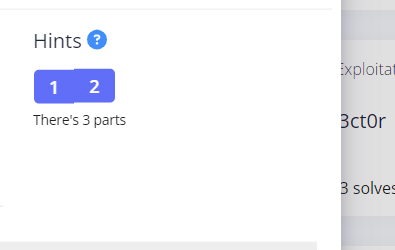 Hints ?
1 2
There's 3 parts
Exploitat
3ct0r
3 solves